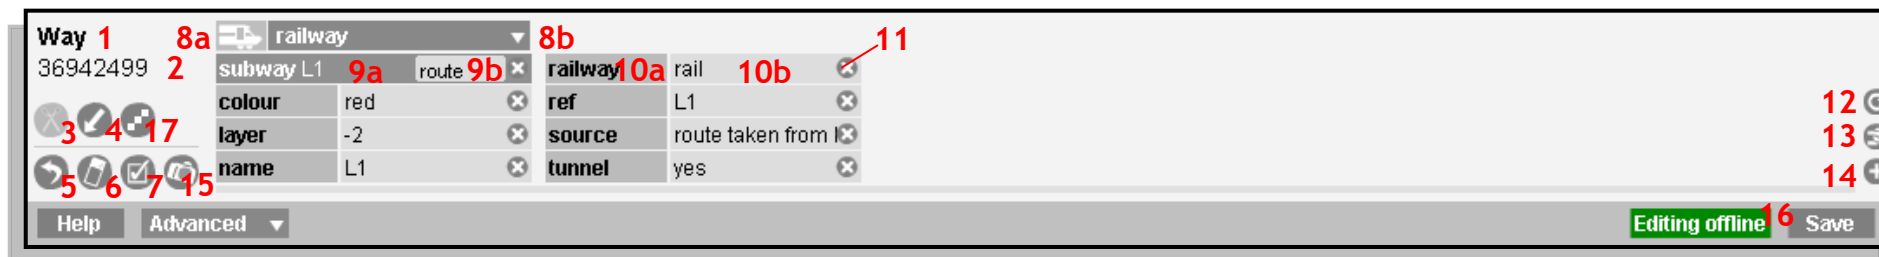 Way 1 8a railway 8b 11
36942499 2 subway L1 9a route 9b railway 10a rail 10b
colour red ref L1 12
3 4 17 layer -2 source route taken from 13
5 6 7 15 name L1 tunnel yes 14
Help Advanced Editing offline 16 Save